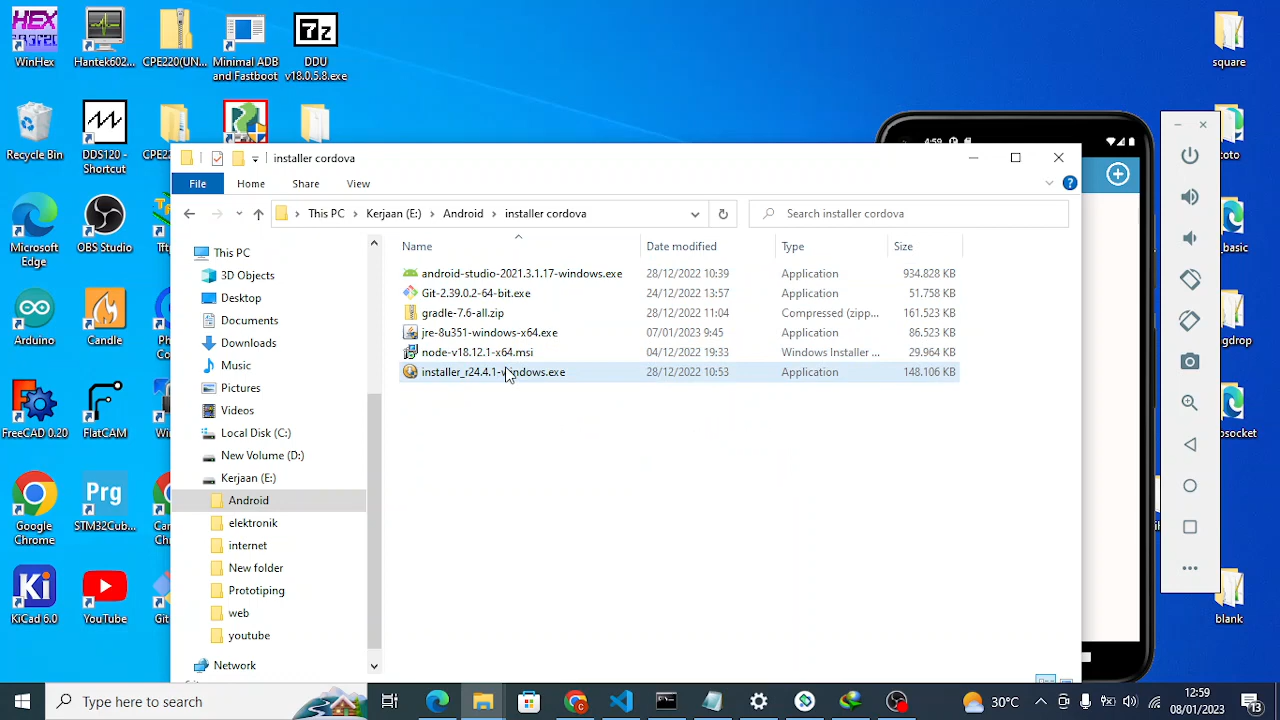 WinHex
Hantek602...
CPE220(UN...
Minimal ADB and Fastboot
DDU v18.0.5.8.exe
square
Recycle Bin
DDS120 - Shortcut
installer cordova
File
Home
Share
View
This PC > Kerjaan (E:) > Android > installer cordova
Search installer cordova
4:59
Microsoft Edge
OBS Studio
Arduino
Candle
FreeCAD 0.20
FlatCAM
Google Chrome
STM32Cub...
KiCad 6.0
YouTube
Git
blank
This PC
3D Objects
Desktop
Documents
Downloads
Music
Pictures
Videos
Local Disk (C:)
New Volume (D:)
Kerjaan (E:)
Android
elektronik
internet
New folder
Prototiping
web
youtube
Network
Name Date modified Type Size
android-studio-2021.3.1.17-windows.exe 28/12/2022 10:39 Application 934.828 KB
Git-2.39.0.2-64-bit.exe 24/12/2022 13:57 Application 51.758 KB
gradle-7.6-all.zip 28/12/2022 11:04 Compressed (zipp... 161.523 KB
jre-8u351-windows-x64.exe 07/01/2023 9:45 Application 86.523 KB
node-v18.12.1-x64.msi 04/12/2022 19:33 Windows Installer ... 29.964 KB
installer_r24.4.1-windows.exe 28/12/2022 10:53 Application 148.106 KB
Type here to search
30°C
12:59
08/01/2023
13